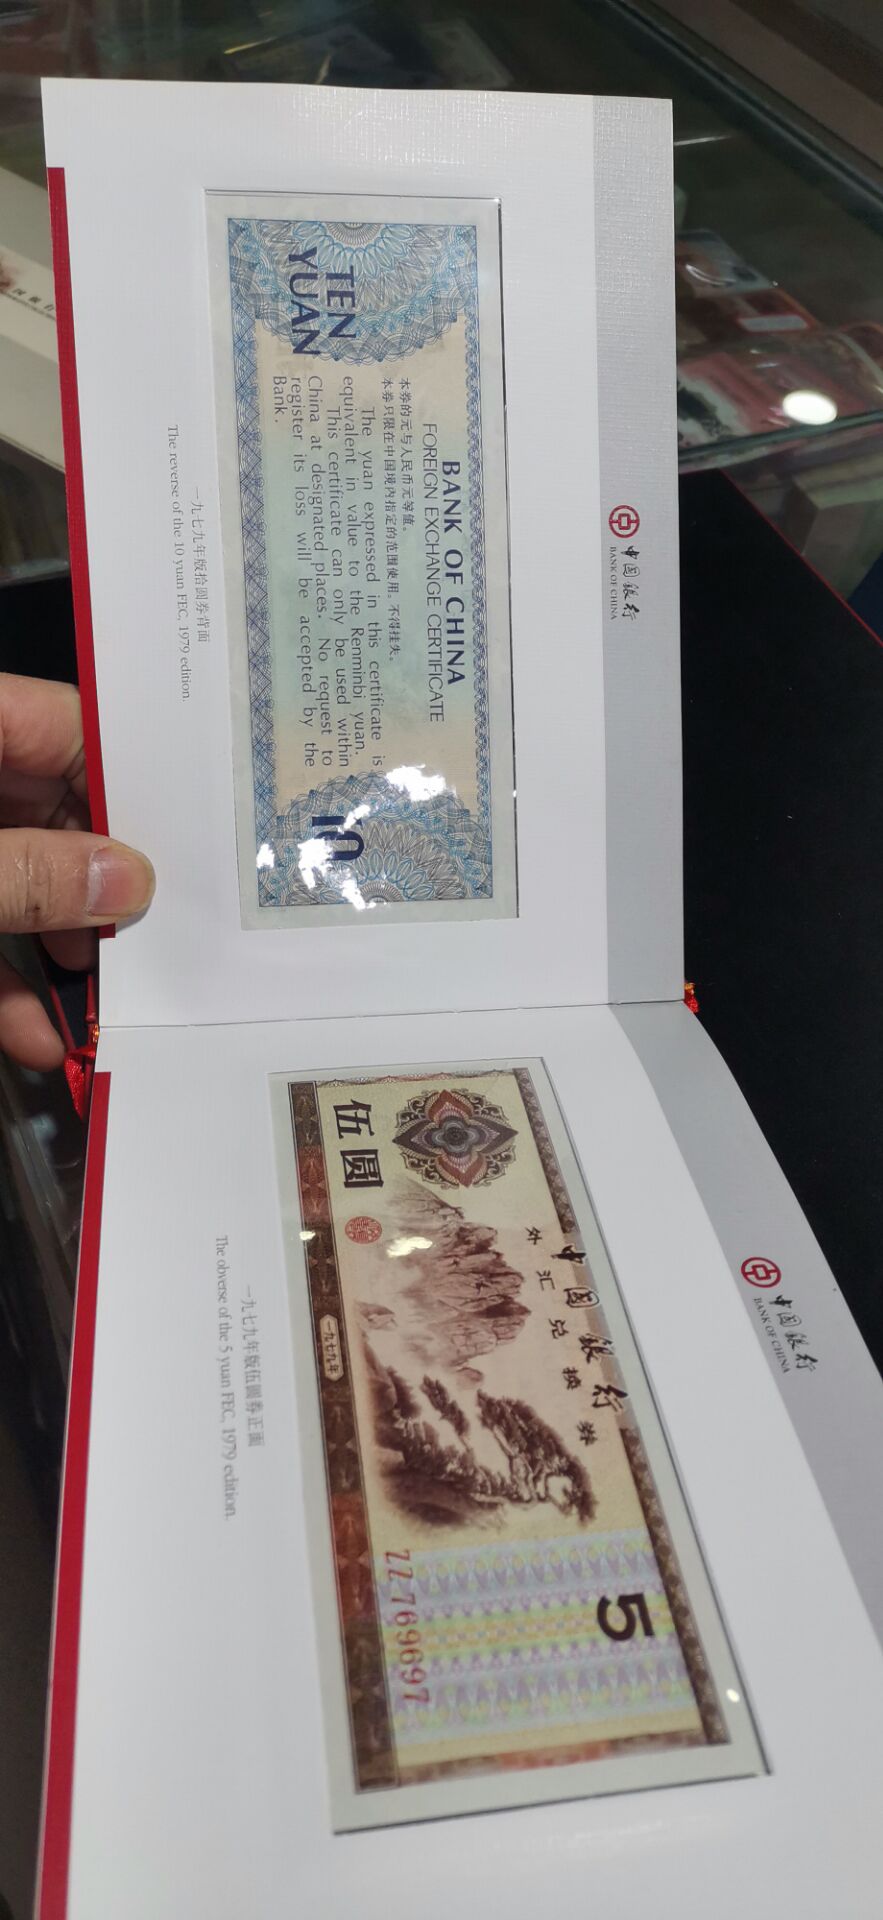 中国银行
BANK OF CHINA
TEN
YUAN
BANK OF CHINA
FOREIGN EXCHANGE CERTIFICATE
本券的元与人民币元等值。
本券只限在中国境内指定的范围使用，不得挂失。
The yuan expressed in this certificate is
equivalent in value to the Renminbi yuan.
This certificate can only be used within
China at designated places. No request to
register its loss will be accepted by the
Bank.
10
一九七九年版拾圆券背面
The reverse of the 10 yuan FEC, 1979 edition.
中国银行
BANK OF CHINA
中国银行
外汇兑换券
伍圆
5
一九七九年
ZZ 769697
一九七九年版伍圆券正面
The obverse of the 5 yuan FEC, 1979 edition.